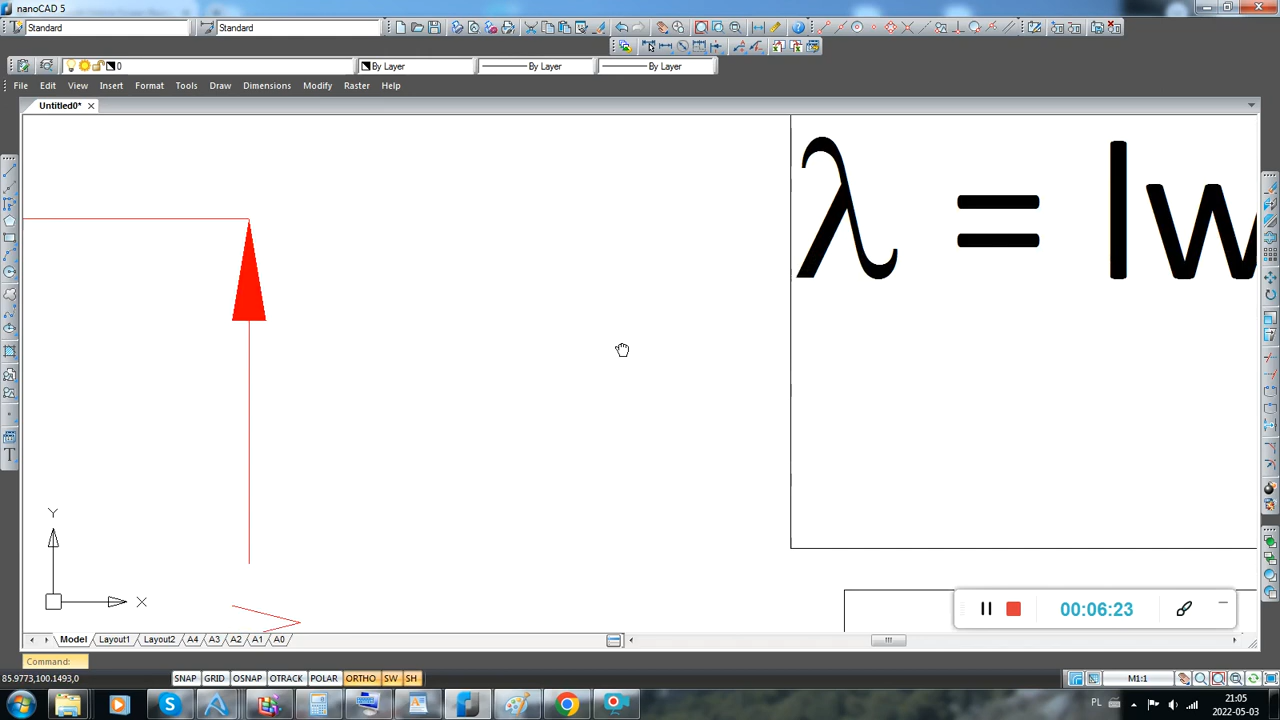 nanoCAD 5
Standard
Standard
0
By Layer
By Layer
By Layer
File Edit View Insert Format Tools Draw Dimensions Modify Raster Help
Untitled0*
λ = lw
Y
X
00:06:23
Model Layout1 Layout2 A4 A3 A2 A1 A0
Command:
85.9773,100.1493,0
SNAP GRID OSNAP OTRACK POLAR ORTHO SW SH
M1:1
PL
21:05
2022-05-03